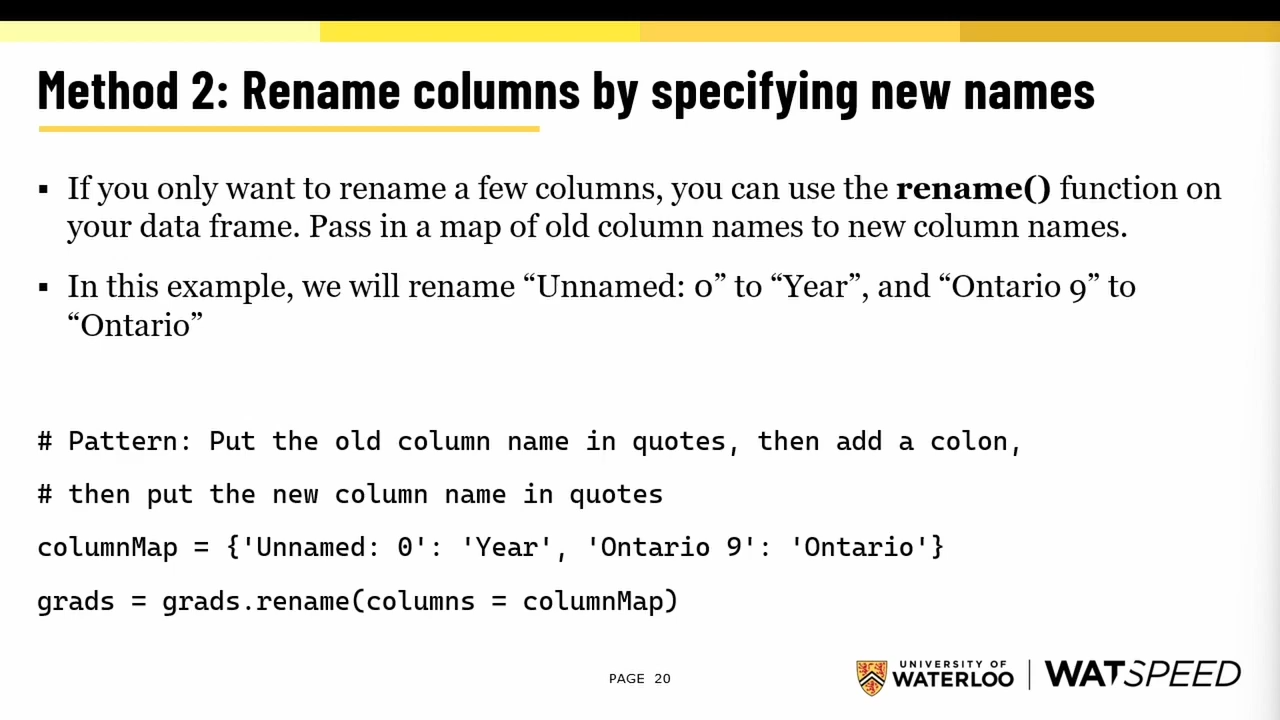 Method 2: Rename columns by specifying new names
▪ If you only want to rename a few columns, you can use the rename() function on
your data frame. Pass in a map of old column names to new column names.
▪ In this example, we will rename “Unnamed: 0” to “Year”, and “Ontario 9” to
“Ontario”
# Pattern: Put the old column name in quotes, then add a colon,
# then put the new column name in quotes
columnMap = {'Unnamed: 0': 'Year', 'Ontario 9': 'Ontario'}
grads = grads.rename(columns = columnMap)
PAGE 20
UNIVERSITY OF
WATERLOO
WATSPEED